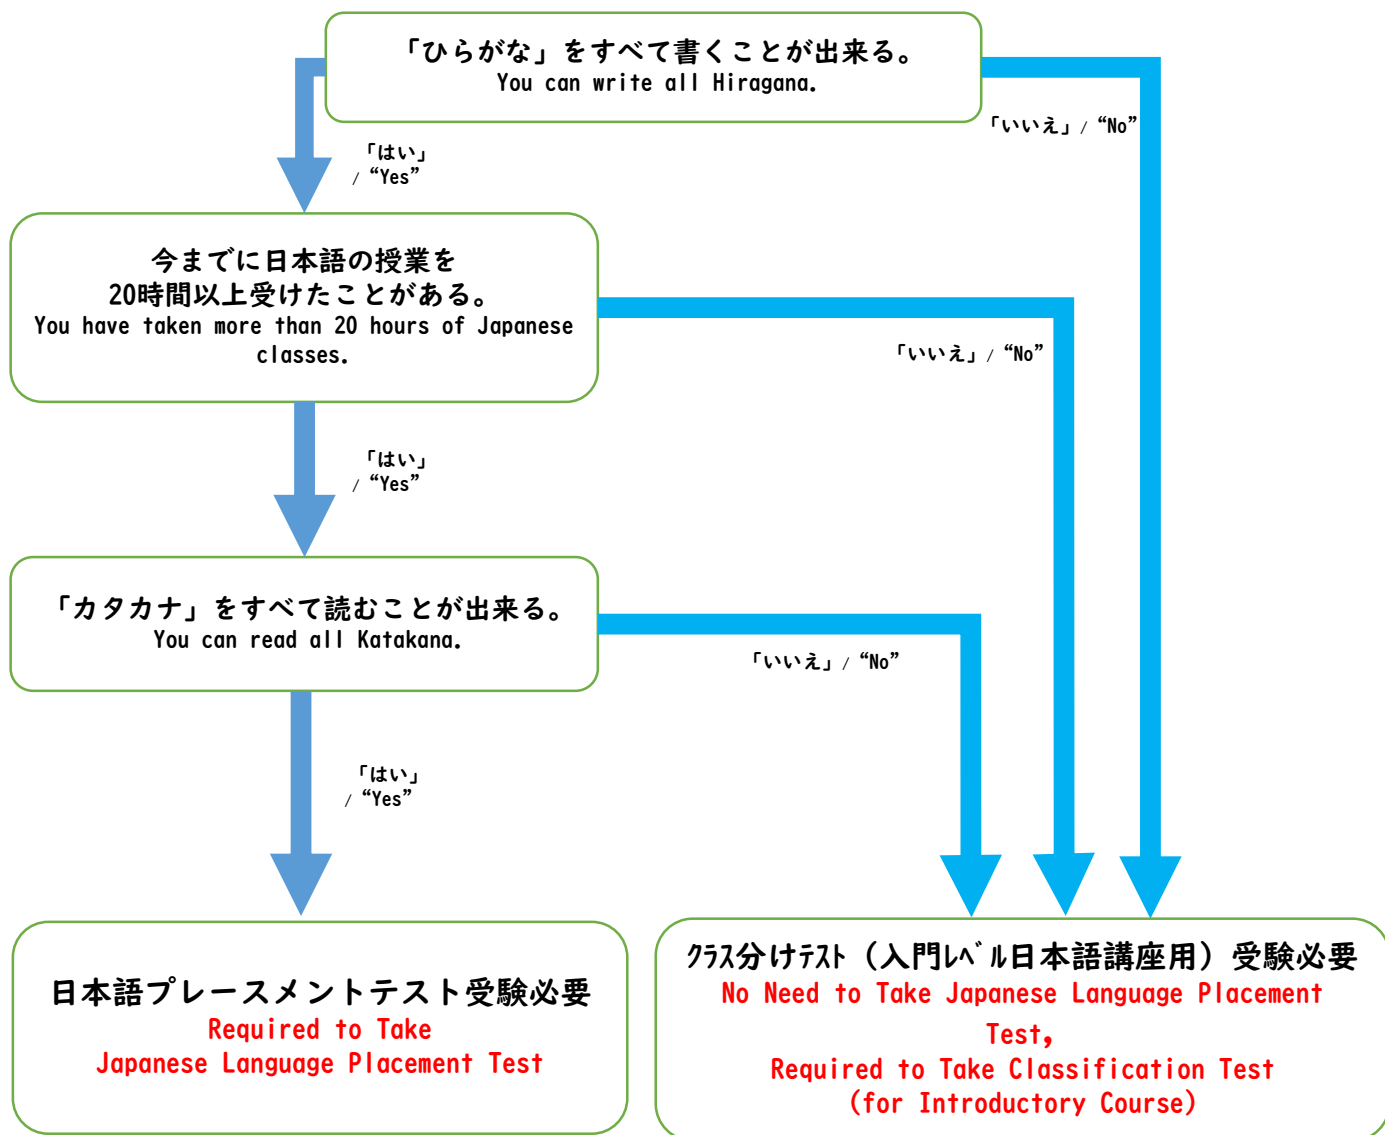 「ひらがな」をすべて書くことが出来る。
You can write all Hiragana.
「いいえ」/ “No”
「はい」
/ “Yes”
今までに日本語の授業を
20時間以上受けたことがある。
You have taken more than 20 hours of Japanese
classes.
「いいえ」/ “No”
「はい」
/ “Yes”
「カタカナ」をすべて読むことが出来る。
You can read all Katakana.
「いいえ」/ “No”
「はい」
/ “Yes”
日本語プレースメントテスト受験必要
Required to Take
Japanese Language Placement Test
ｸﾗｽ分けﾃｽﾄ（入門ﾚﾍﾞﾙ日本語講座用）受験必要
No Need to Take Japanese Language Placement
Test,
Required to Take Classification Test
(for Introductory Course)